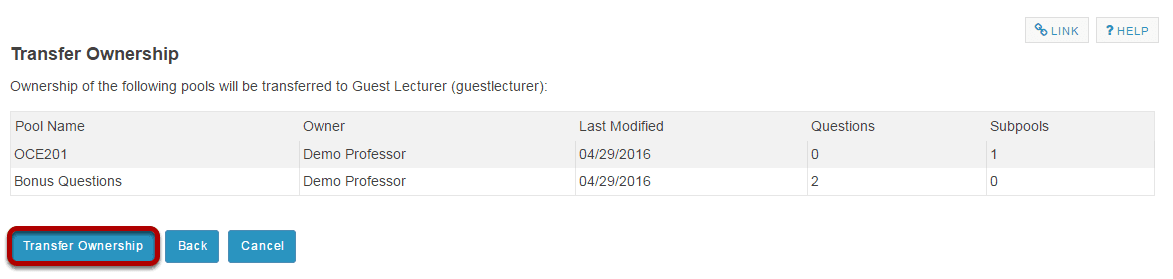 LINK ? HELP
Transfer Ownership
Ownership of the following pools will be transferred to Guest Lecturer (guestlecturer):
Pool Name Owner Last Modified Questions Subpools
OCE201 Demo Professor 04/29/2016 0 1
Bonus Questions Demo Professor 04/29/2016 2 0
Transfer Ownership Back Cancel